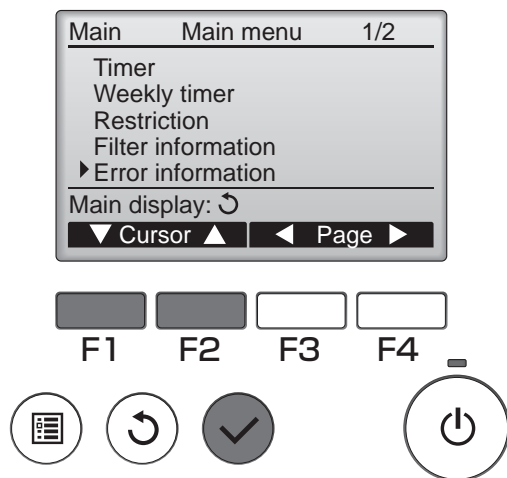 Main Main menu 1/2
Timer
Weekly timer
Restriction
Filter information
Error information
Main display:
Cursor Page
F1 F2 F3 F4